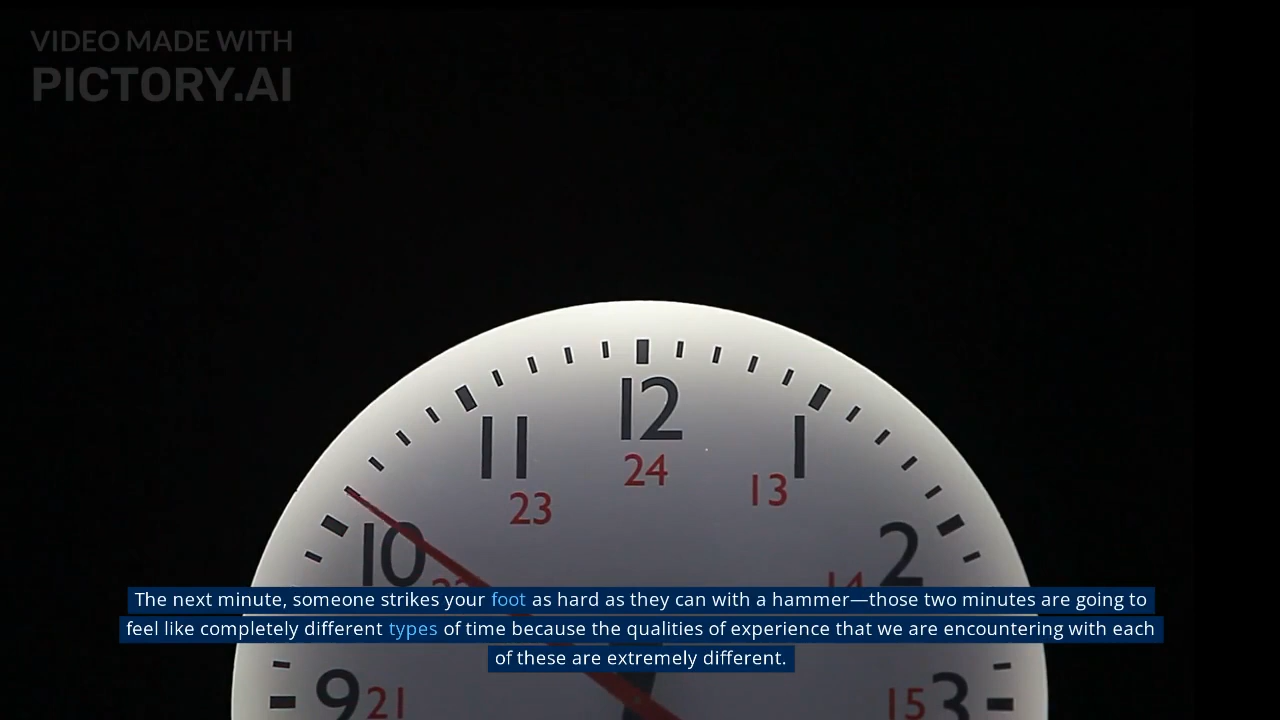 VIDEO MADE WITH
PICTORY.AI
12
11
1
24
13
23
10
2
22
14
The next minute, someone strikes your foot as hard as they can with a hammer—those two minutes are going to
feel like completely different types of time because the qualities of experience that we are encountering with each
of these are extremely different.
9
21
15
3